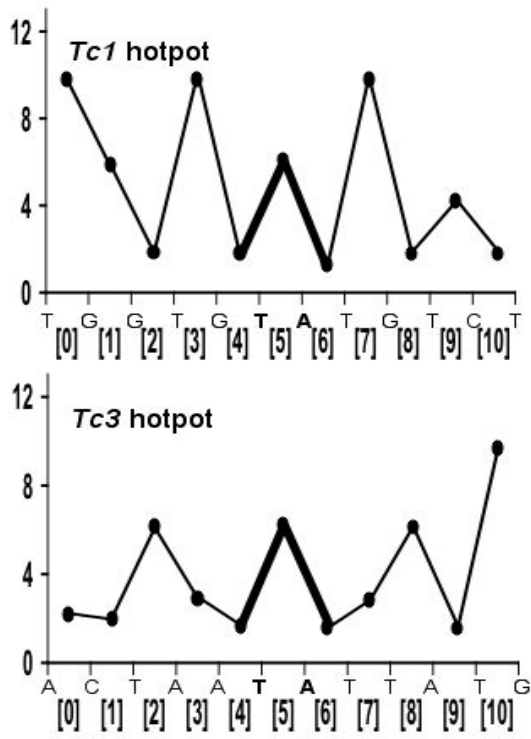 12
Tc1 hotpot
8
4
0
T G G T G T A T G T C T
[0] [1] [2] [3] [4] [5] [6] [7] [8] [9] [10]
12
Tc3 hotpot
8
4
0
A C T A A T A T T A T G
[0] [1] [2] [3] [4] [5] [6] [7] [8] [9] [10]